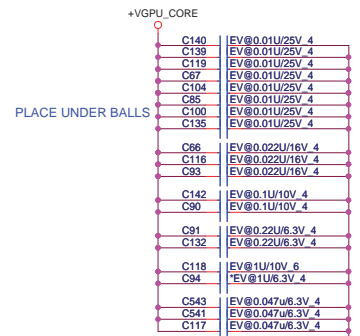 +VGPU_CORE
C140 EV@0.01U/25V_4
C139 EV@0.01U/25V_4
C119 EV@0.01U/25V_4
C67 EV@0.01U/25V_4
C104 EV@0.01U/25V_4
C85 EV@0.01U/25V_4
PLACE UNDER BALLS C100 EV@0.01U/25V_4
C135 EV@0.01U/25V_4
C66 EV@0.022U/16V_4
C116 EV@0.022U/16V_4
C93 EV@0.022U/16V_4
C142 EV@0.1U/10V_4
C90 EV@0.1U/10V_4
C91 EV@0.22U/6.3V_4
C132 EV@0.22U/6.3V_4
C118 EV@1U/10V_6
C94 *EV@1U/6.3V_4
C543 EV@0.047u/6.3V_4
C541 EV@0.047u/6.3V_4
C117 EV@0.047u/6.3V_4